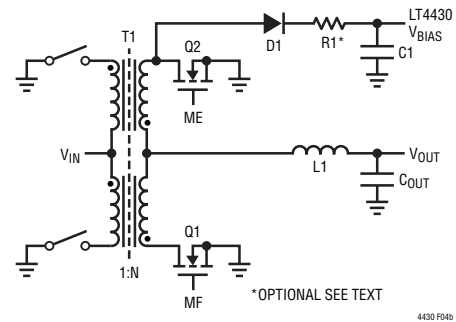 T1
Q2
ME
D1
R1*
LT4430
VBIAS
C1
VIN
L1
VOUT
COUT
Q1
MF
1:N
*OPTIONAL SEE TEXT
4430 F04b